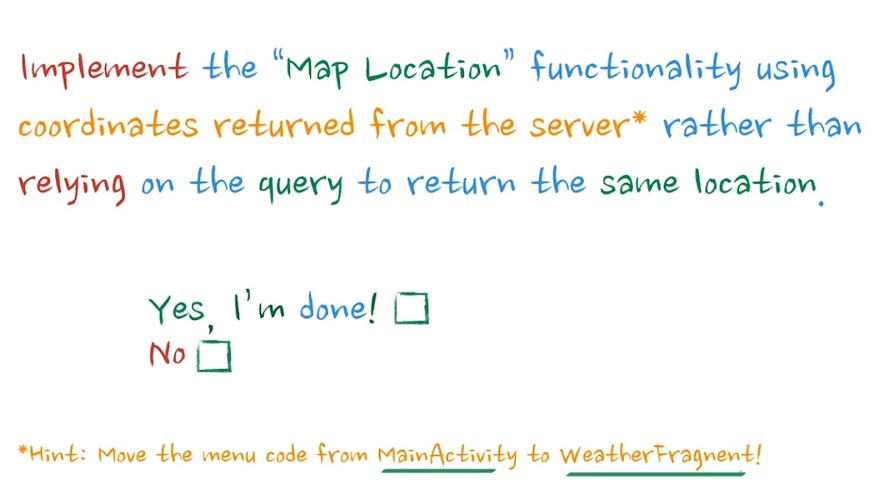 Implement the “Map Location” functionality using
coordinates returned from the server* rather than
relying on the query to return the same location.
Yes, I'm done!
No
*Hint: Move the menu code from MainActivity to WeatherFragnent!